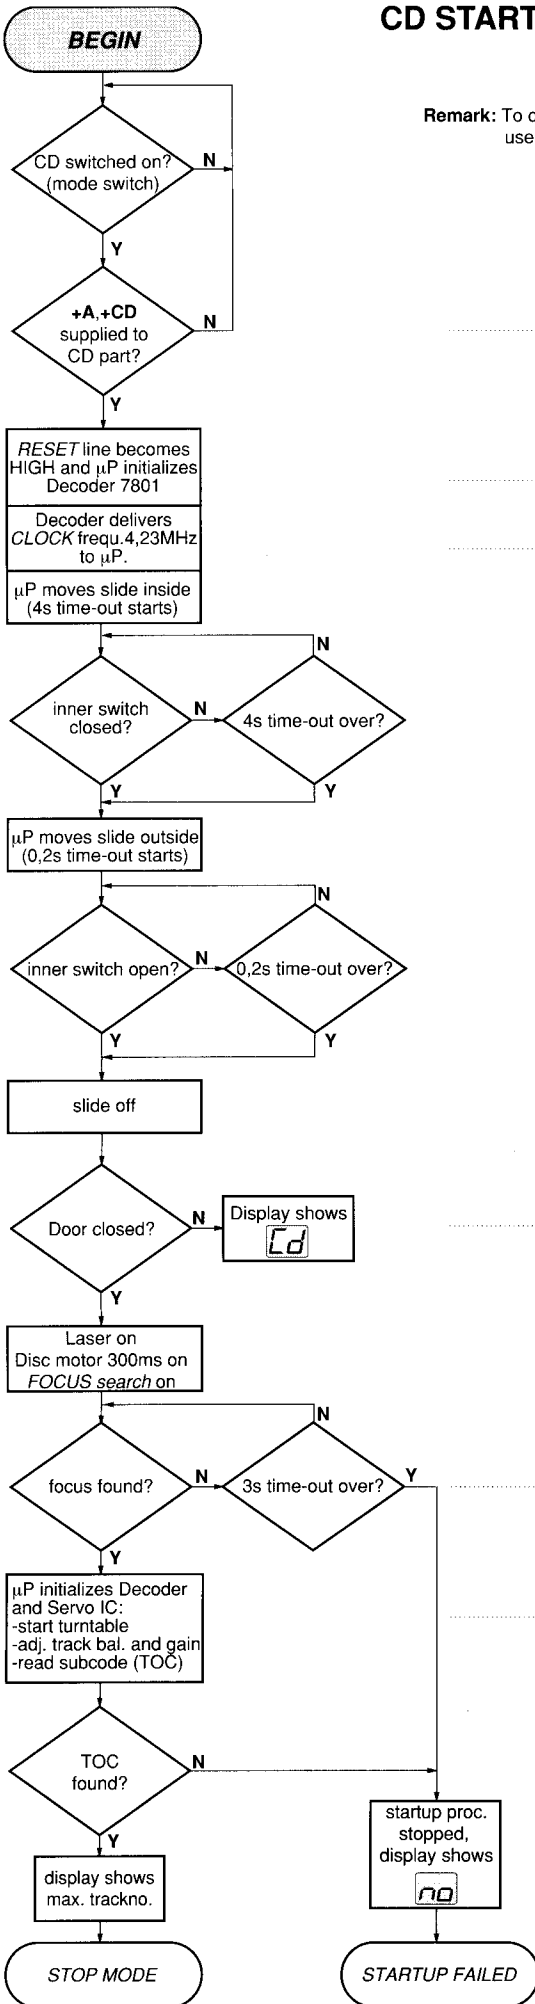 CD START
BEGIN
Remark: To
use
CD switched on?
(mode switch)
N
Y
+A,+CD
supplied to
CD part?
N
Y
RESET line becomes
HIGH and µP initializes
Decoder 7801
Decoder delivers
CLOCK frequ.4,23MHz
to µP.
µP moves slide inside
(4s time-out starts)
N
inner switch
closed?
N
4s time-out over?
Y
Y
µP moves slide outside
(0,2s time-out starts)
N
inner switch open?
N
0,2s time-out over?
Y
Y
slide off
Door closed?
N
Display shows
Cd
Y
Laser on
Disc motor 300ms on
FOCUS search on
N
focus found?
N
3s time-out over?
Y
Y
µP initializes Decoder
and Servo IC:
-start turntable
-adj. track bal. and gain
-read subcode (TOC)
TOC
found?
N
Y
startup proc.
stopped,
display shows
no
display shows
max. trackno.
STOP MODE
STARTUP FAILED